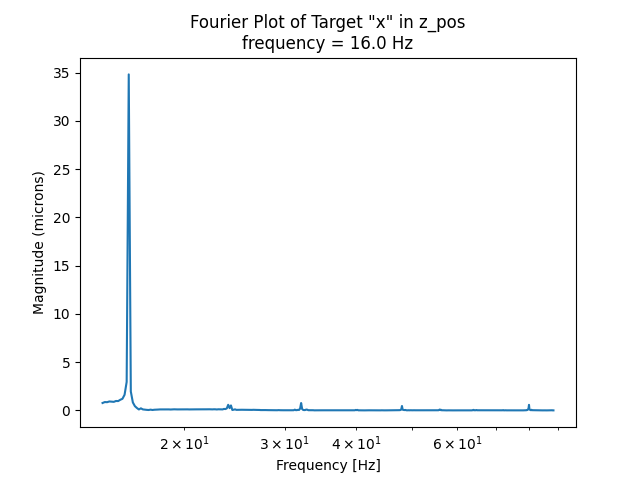 Fourier Plot of Target "x" in z_pos
frequency = 16.0 Hz
35
30
25
20
15
10
5
0
Magnitude (microns)
2 × 10¹
3 × 10¹
4 × 10¹
6 × 10¹
Frequency [Hz]